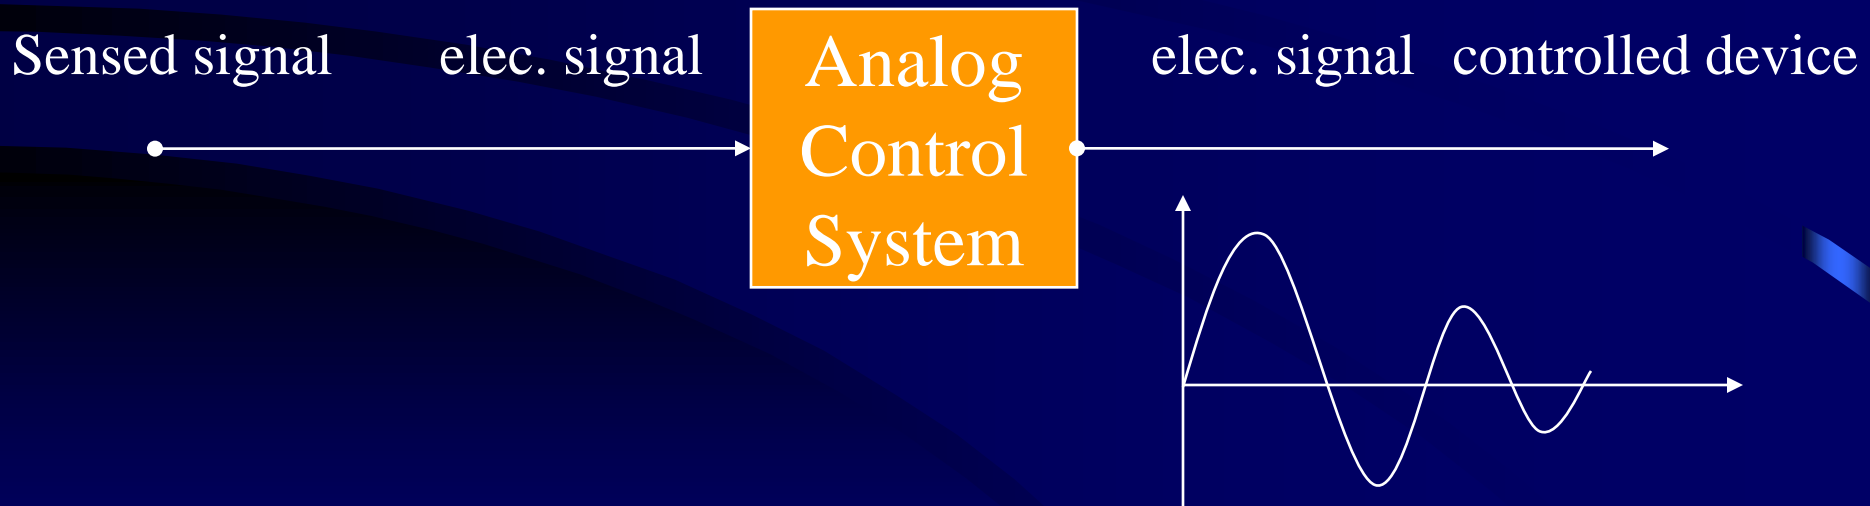 Sensed signal elec. signal
Analog
Control
System
elec. signal controlled device